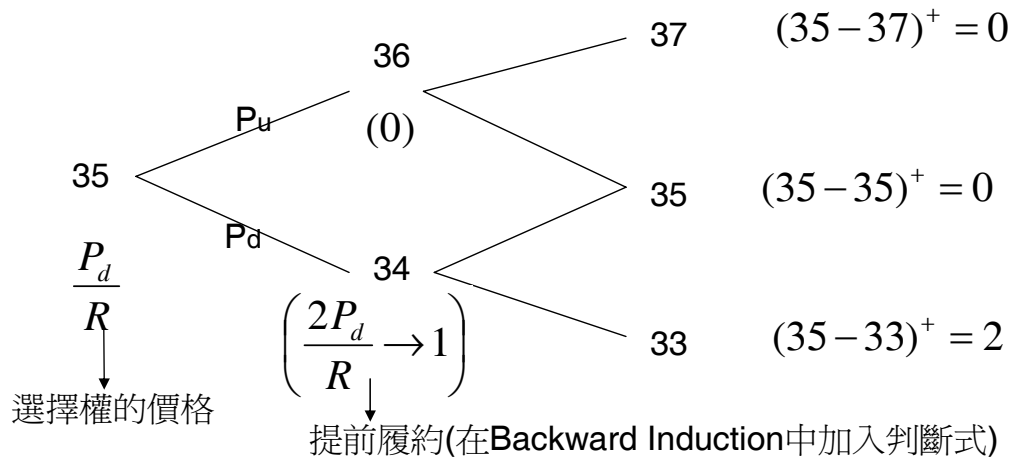 37 (35－37)⁺ = 0
36
Pu
(0)
35
35 (35－35)⁺ = 0
Pd
34
P_d / R
(2P_d / R → 1)
33 (35－33)⁺ = 2
選擇權的價格
提前履約(在Backward Induction中加入判斷式)